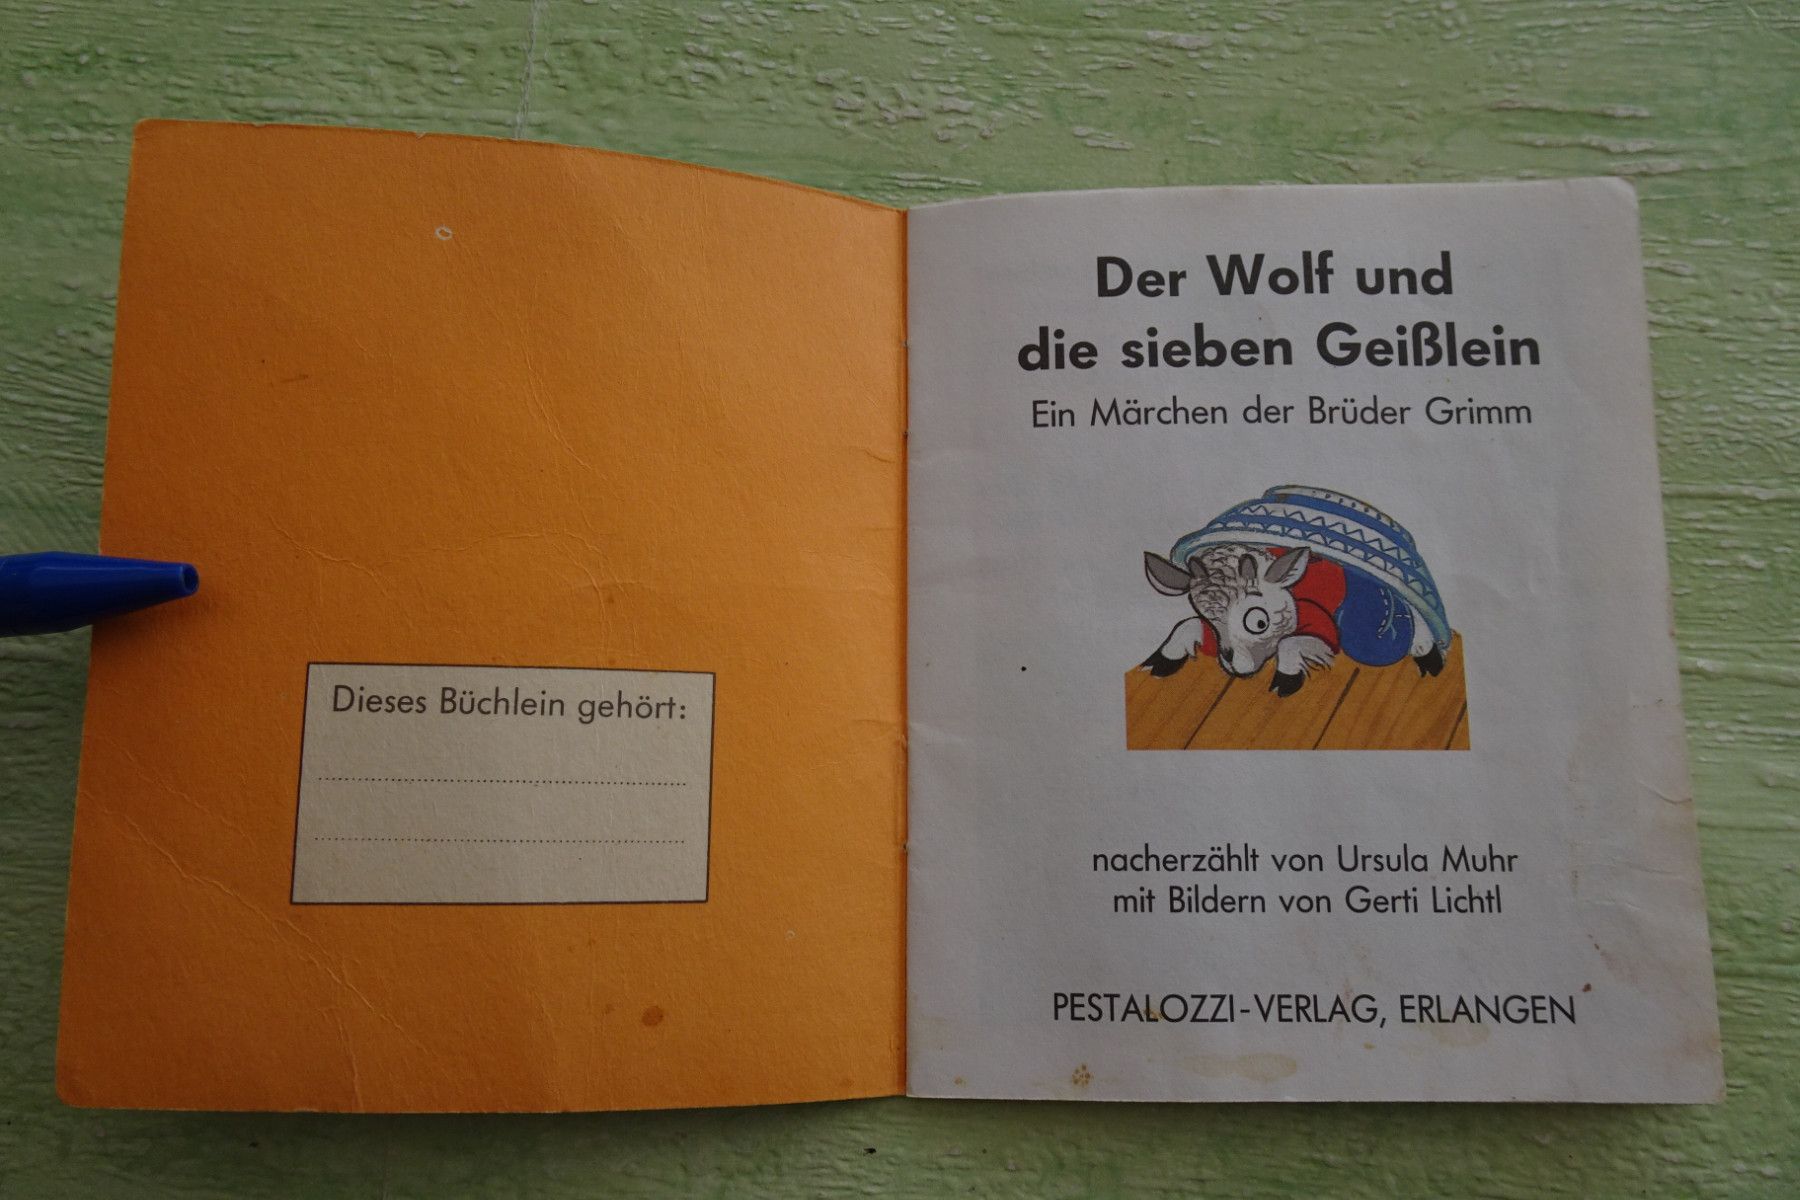 Dieses Büchlein gehört:
Der Wolf und
die sieben Geißlein
Ein Märchen der Brüder Grimm
nacherzählt von Ursula Muhr
mit Bildern von Gerti Lichtl
PESTALOZZI-VERLAG, ERLANGEN